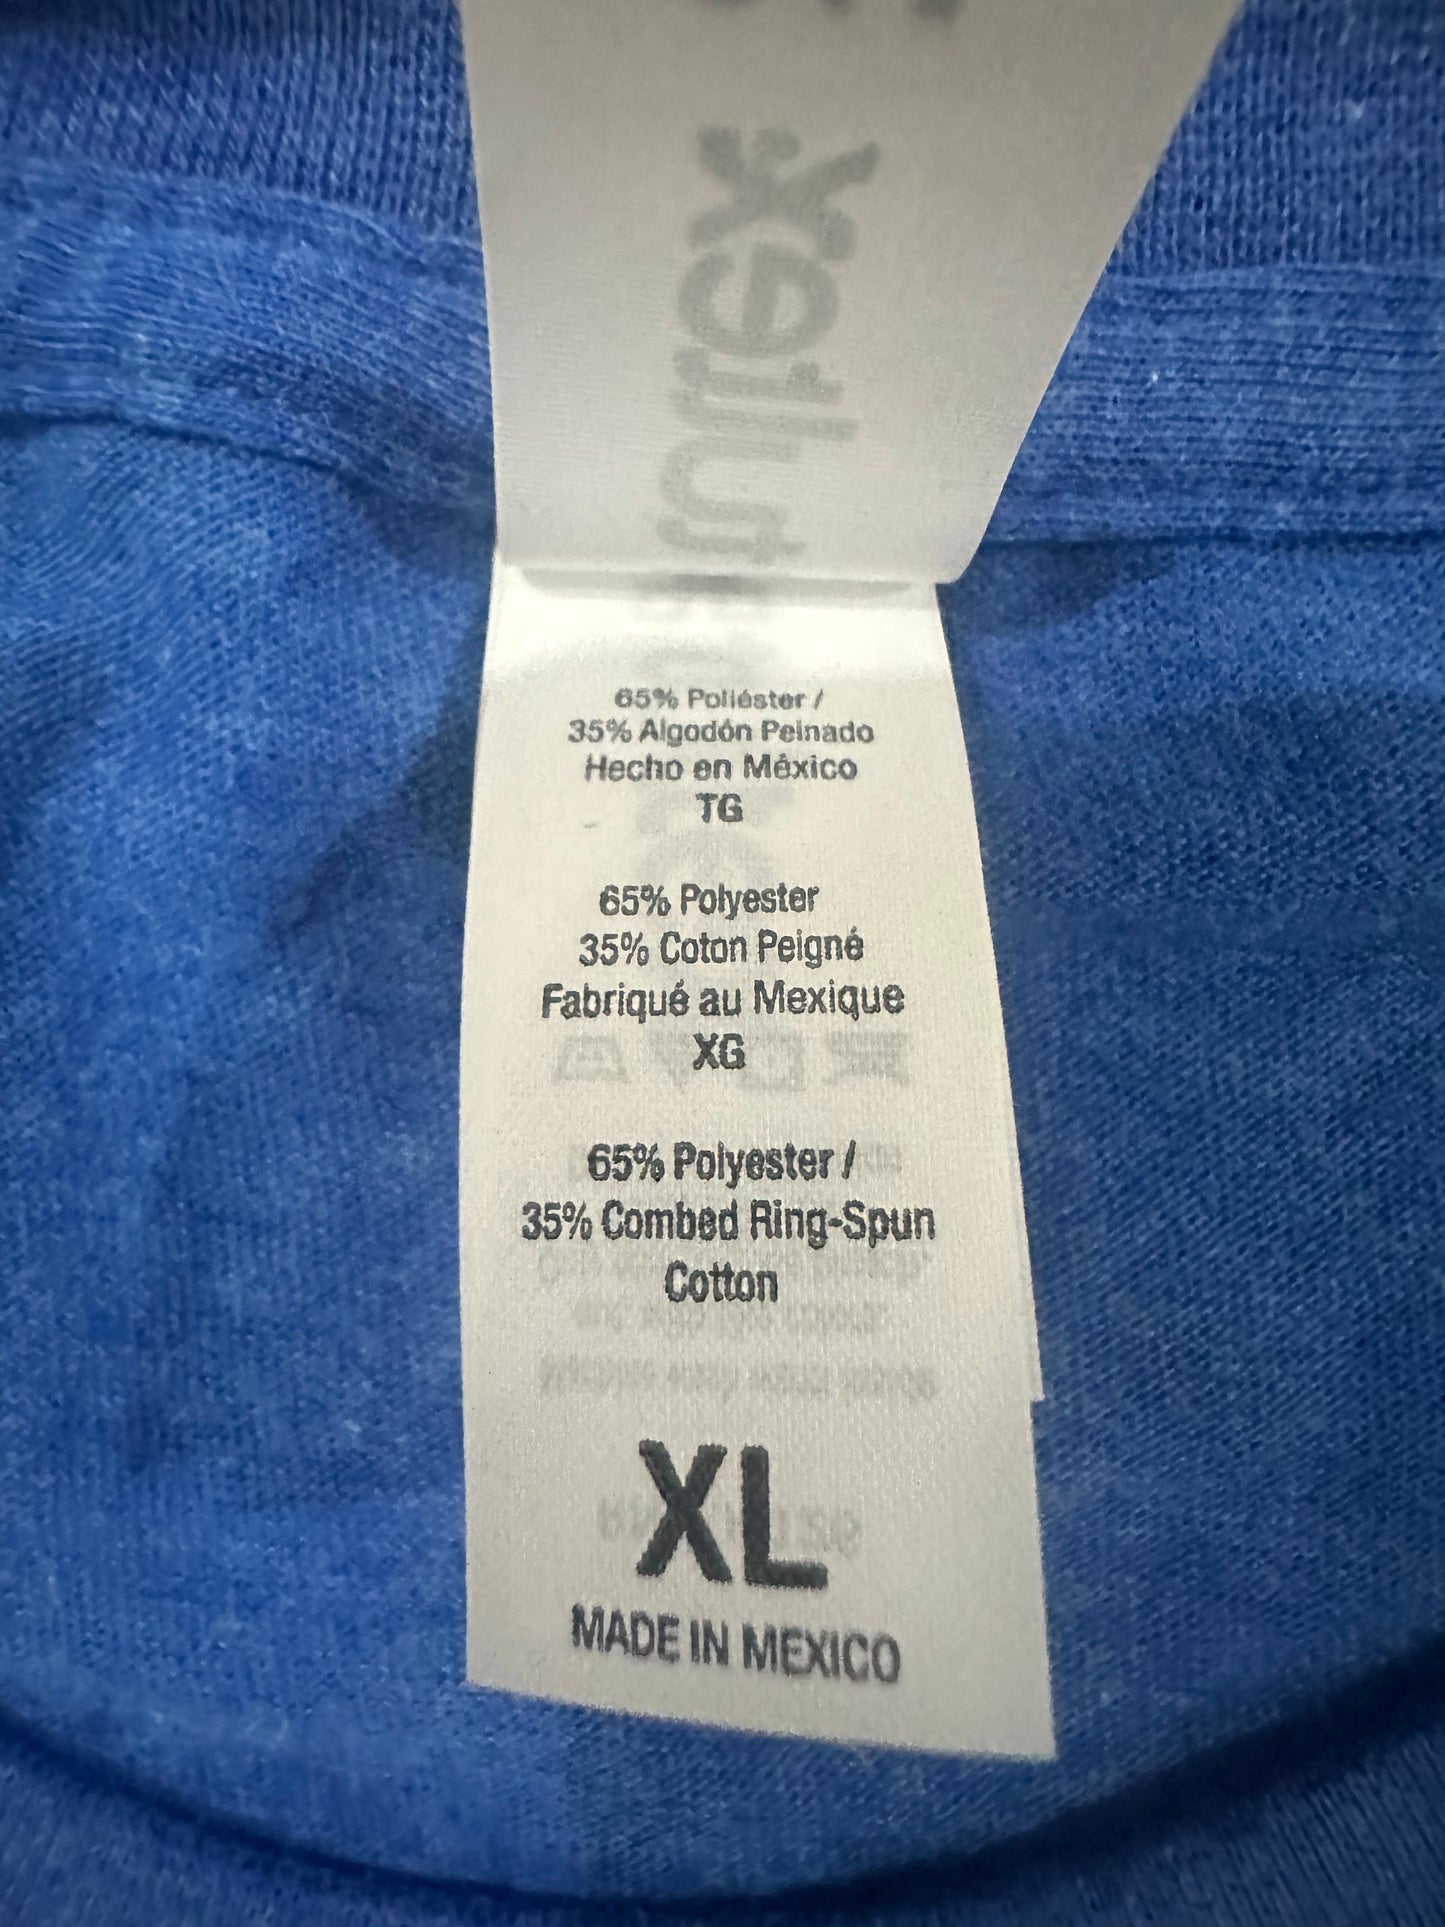 65% Poliéster /
35% Algodón Peinado
Hecho en México
TG
65% Polyester
35% Coton Peigné
Fabriqué au Mexique
XG
65% Polyester /
35% Combed Ring-Spun
Cotton
XL
MADE IN MEXICO